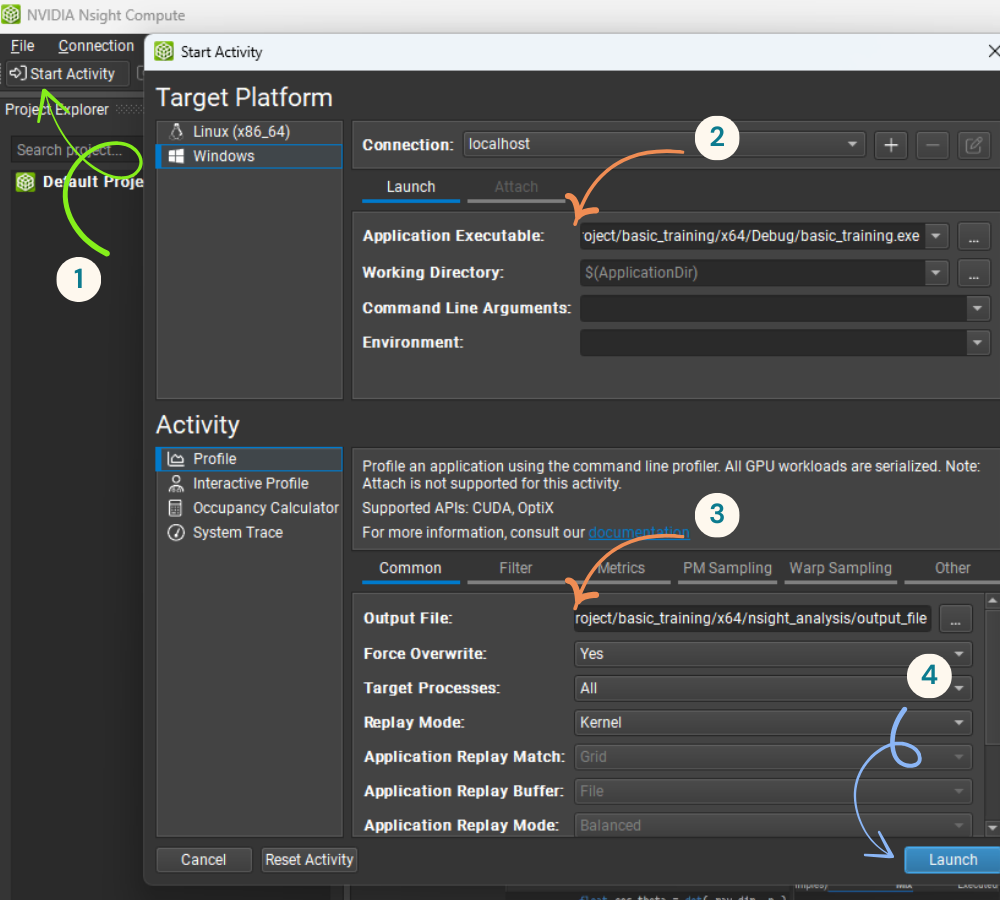 NVIDIA Nsight Compute
File Connection
Start Activity
Project Explorer
Search project...
Default Proje
1
Start Activity
Target Platform
Linux (x86_64)
Windows
Connection: localhost
2
Launch Attach
Application Executable: roject/basic_training/x64/Debug/basic_training.exe ...
Working Directory: $(ApplicationDir) ...
Command Line Arguments:
Environment:
Activity
Profile
Interactive Profile
Occupancy Calculator
System Trace
Profile an application using the command line profiler. All GPU workloads are serialized. Note:
Attach is not supported for this activity.
Supported APIs: CUDA, OptiX
For more information, consult our documentation
3
Common Filter Metrics PM Sampling Warp Sampling Other
Output File: roject/basic_training/x64/nsight_analysis/output_file ...
Force Overwrite: Yes
Target Processes: All
4
Replay Mode: Kernel
Application Replay Match: Grid
Application Replay Buffer: File
Application Replay Mode: Balanced
Cancel Reset Activity Launch